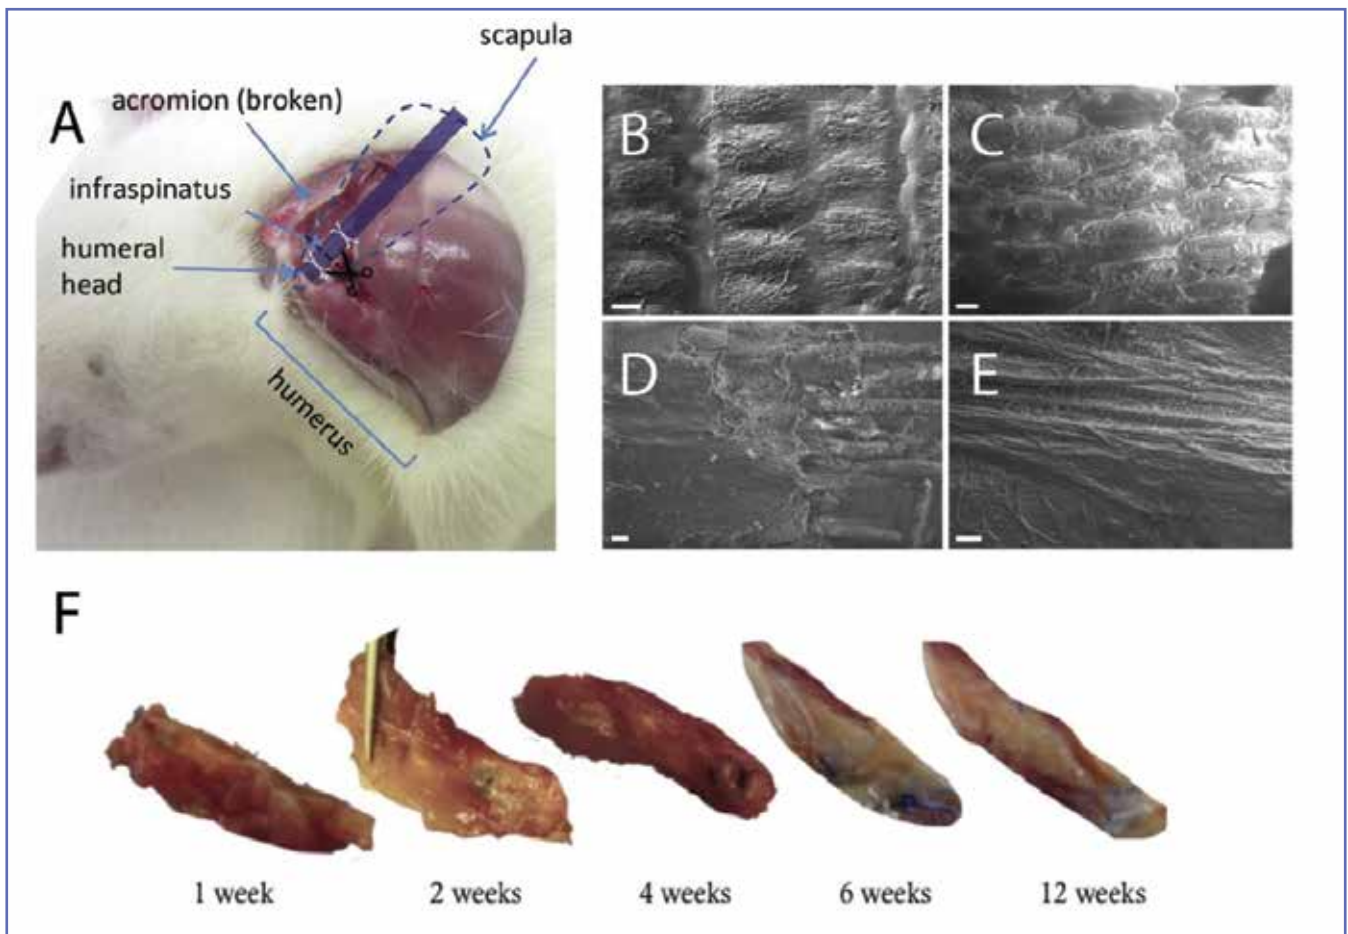 scapula
A
acromion (broken)
infraspinatus
humeral
head
humerus
B
C
D
E
F
1 week
2 weeks
4 weeks
6 weeks
12 weeks